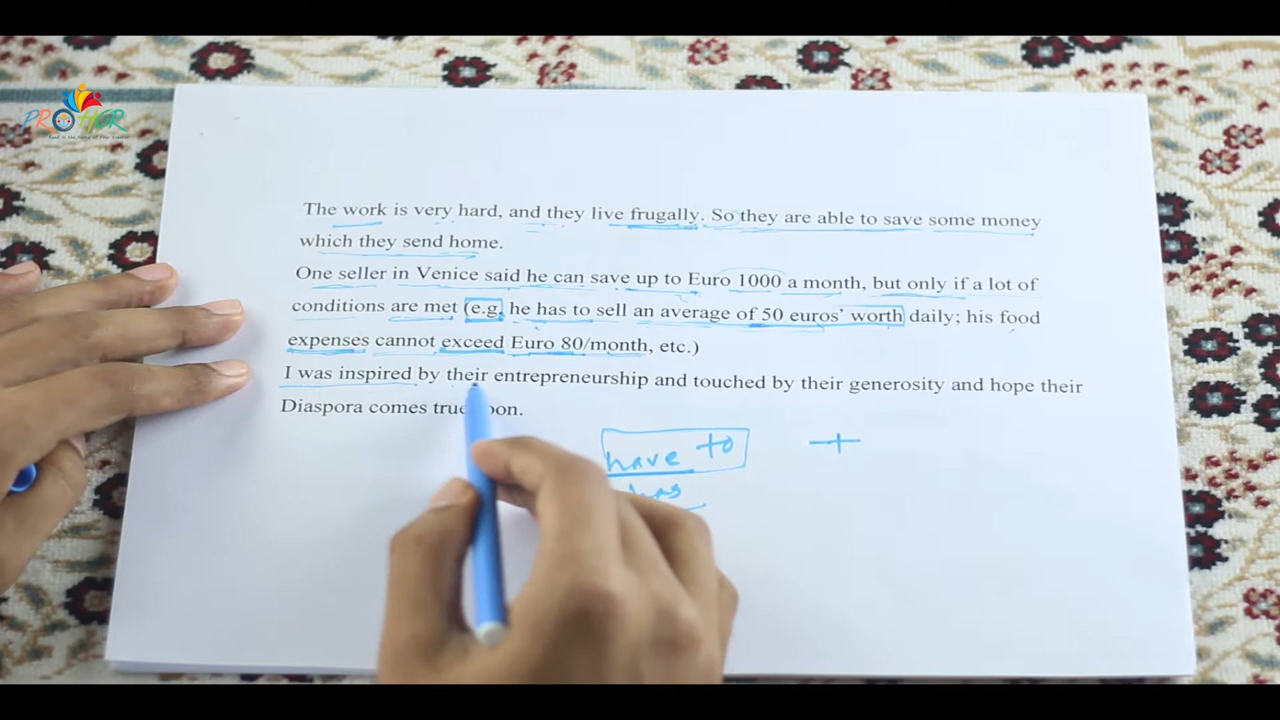 PROHOR
The work is very hard, and they live frugally. So they are able to save some money
which they send home.
One seller in Venice said he can save up to Euro 1000 a month, but only if a lot of
conditions are met (e.g. he has to sell an average of 50 euros’ worth daily; his food
expenses cannot exceed Euro 80/month, etc.)
I was inspired by their entrepreneurship and touched by their generosity and hope their
Diaspora comes true soon.
have to +
has